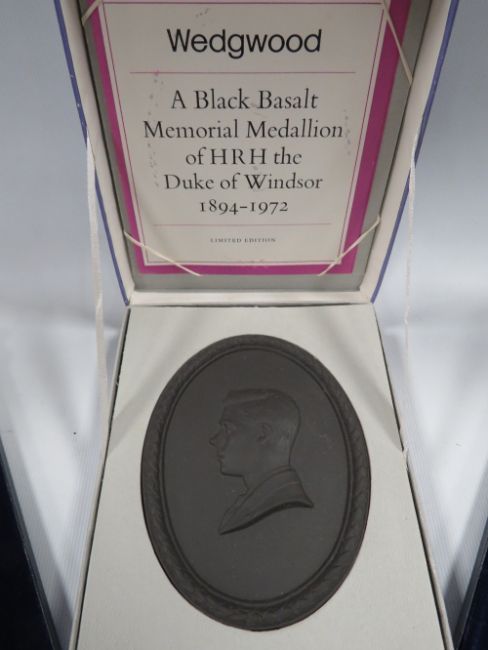 Wedgwood
A Black Basalt
Memorial Medallion
of HRH the
Duke of Windsor
1894–1972
LIMITED EDITION